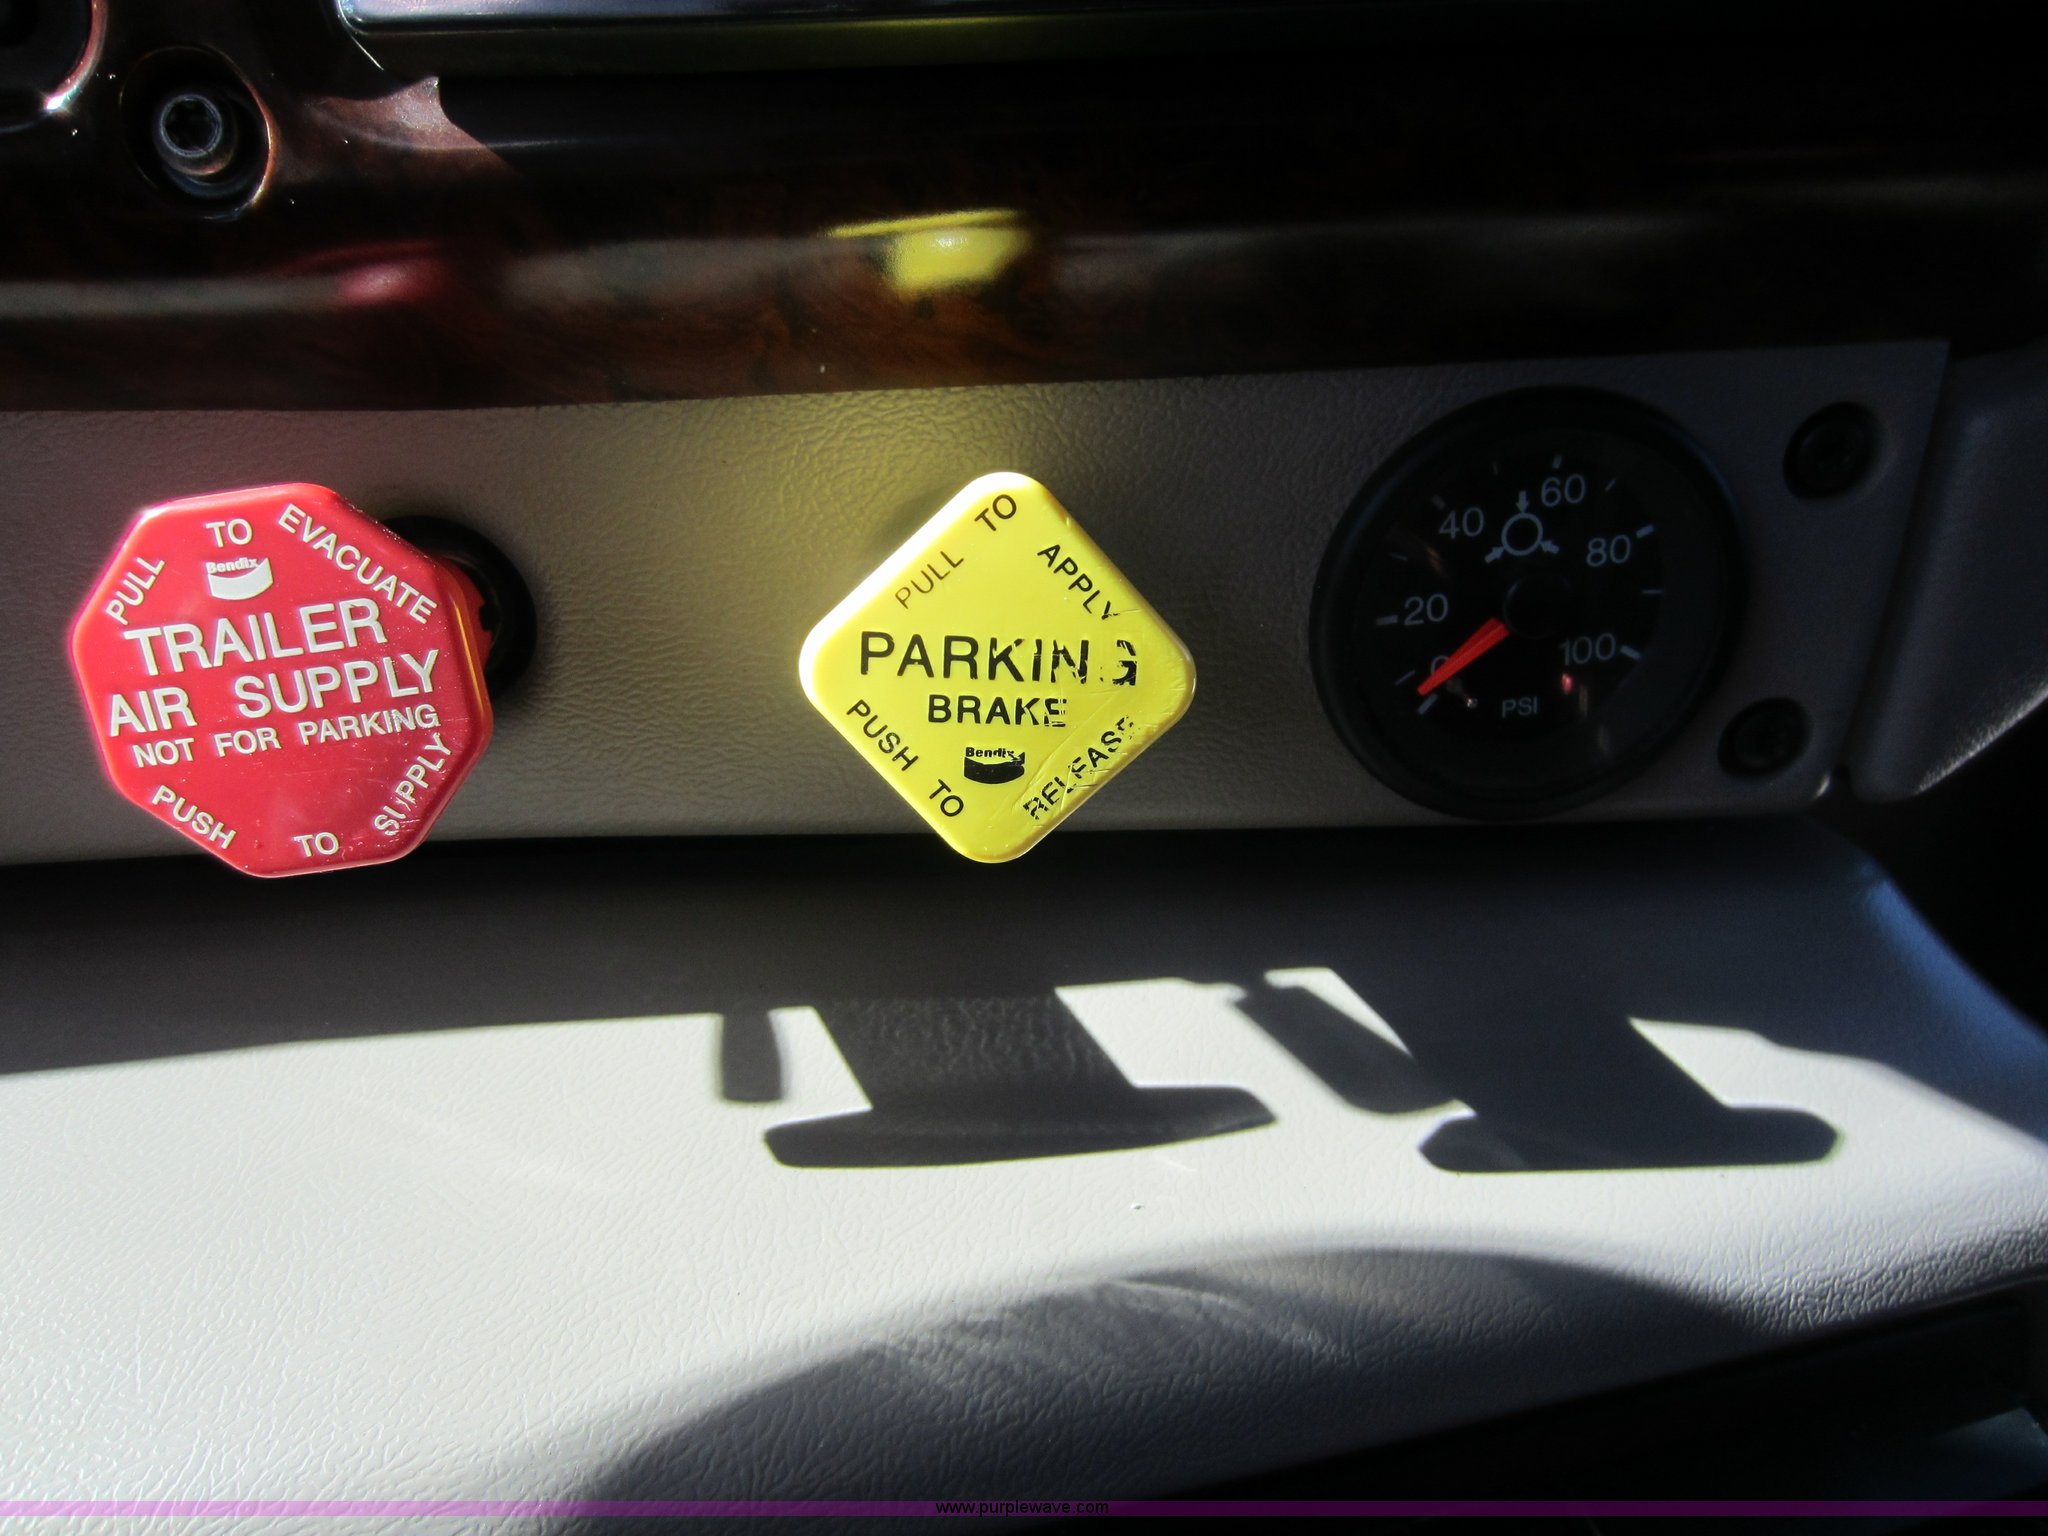 PULL TO EVACUATE
Bendix
TRAILER
AIR SUPPLY
NOT FOR PARKING
PUSH TO SUPPLY
PULL TO APPLY
PARKING
BRAKE
Bendix
PUSH TO RELEASE
0
20
40
60
80
100
PSI
www.purplewave.com